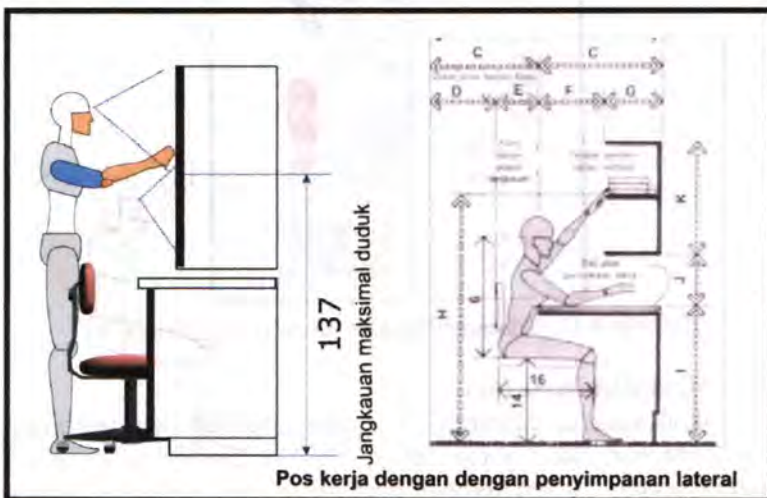 137
Jangkauan maksimal duduk
C C
D E F G
H
6
16
14
K
J
I
Pos kerja dengan dengan penyimpanan lateral